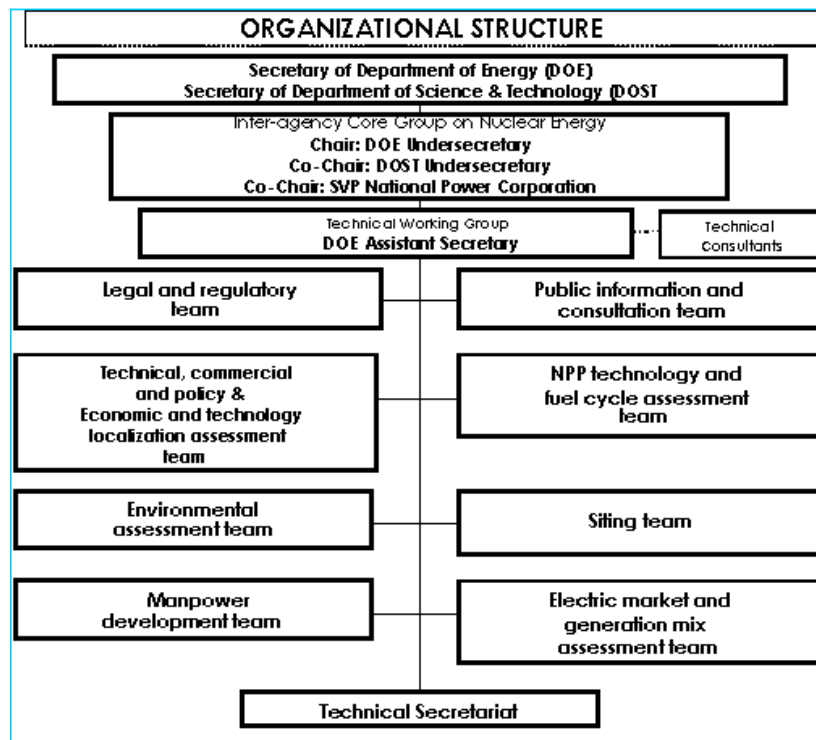 ORGANIZATIONAL STRUCTURE
Secretary of Department of Energy (DOE)
Secretary of Department of Science & Technology (DOST
Inter-agency Core Group on Nuclear Energy
Chair: DOE Undersecretary
Co-Chair: DOST Undersecretary
Co-Chair: SVP National Power Corporation
Technical Working Group
DOE Assistant Secretary
Technical
Consultants
Legal and regulatory
team
Public information and
consultation team
Technical, commercial
and policy &
Economic and technology
localization assessment
team
NPP technology and
fuel cycle assessment
team
Environmental
assessment team
Siting team
Manpower
development team
Electric market and
generation mix
assessment team
Technical Secretariat